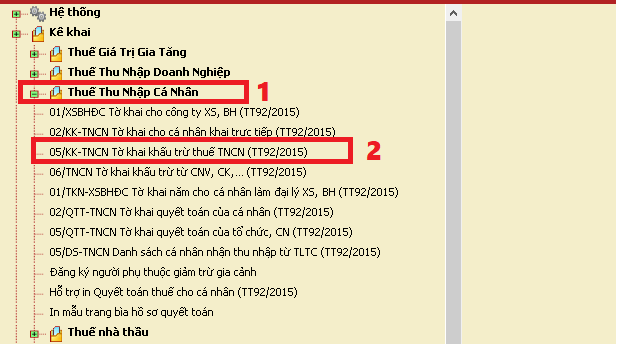 Hệ thống
Kê khai
Thuế Giá Trị Gia Tăng
Thuế Thu Nhập Doanh Nghiệp
Thuế Thu Nhập Cá Nhân 1
01/XSBHĐC Tờ khai cho công ty XS, BH (TT92/2015)
02/KK-TNCN Tờ khai cho cá nhân khai trực tiếp (TT92/2015)
05/KK-TNCN Tờ khai khấu trừ thuế TNCN (TT92/2015) 2
06/TNCN Tờ khai khấu trừ từ CNV, CK,... (TT92/2015)
01/TKN-XSBHĐC Tờ khai năm cho cá nhân làm đại lý XS, BH (TT92/2015)
02/QTT-TNCN Tờ khai quyết toán của cá nhân (TT92/2015)
05/QTT-TNCN Tờ khai quyết toán của tổ chức, CN (TT92/2015)
05/DS-TNCN Danh sách cá nhân nhận thu nhập từ TLTC (TT92/2015)
Đăng ký người phụ thuộc giảm trừ gia cảnh
Hỗ trợ in Quyết toán thuế cho cá nhân (TT92/2015)
In mẫu trang bìa hồ sơ quyết toán
Thuế nhà thầu